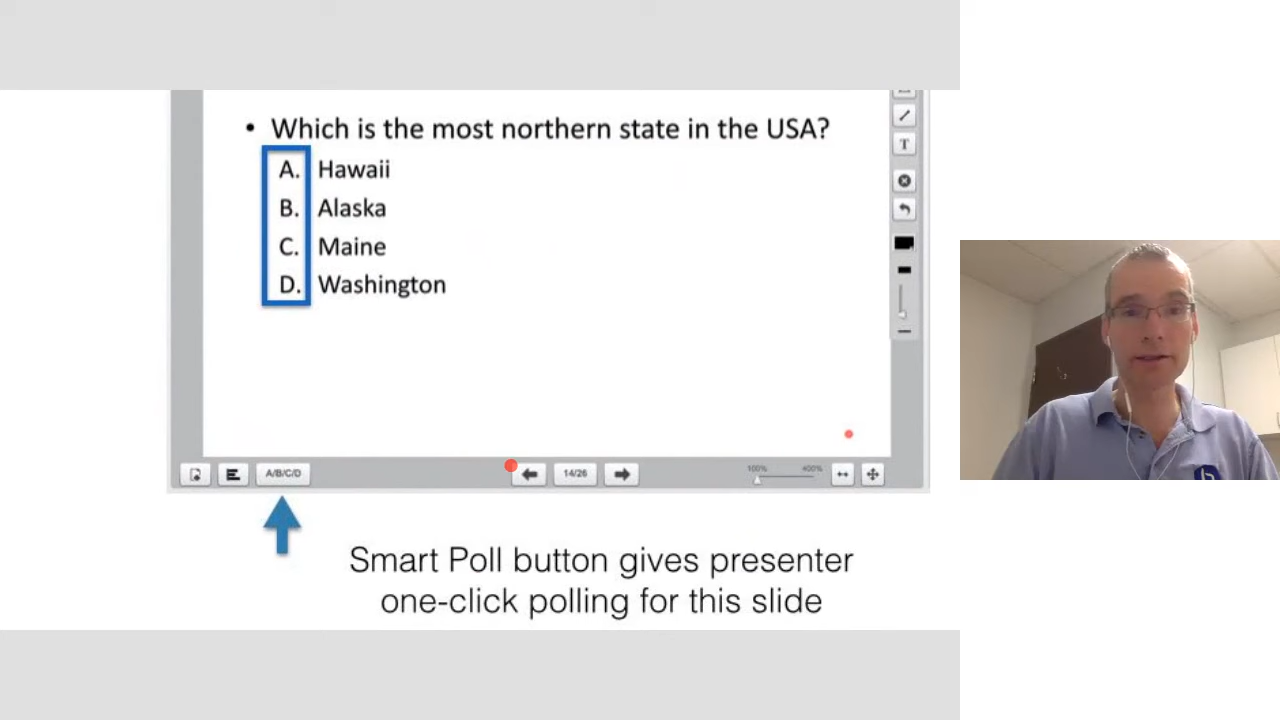 • Which is the most northern state in the USA?
A. Hawaii
B. Alaska
C. Maine
D. Washington
T
A/B/C/D
14/26
100%
400%
Smart Poll button gives presenter
one-click polling for this slide
b